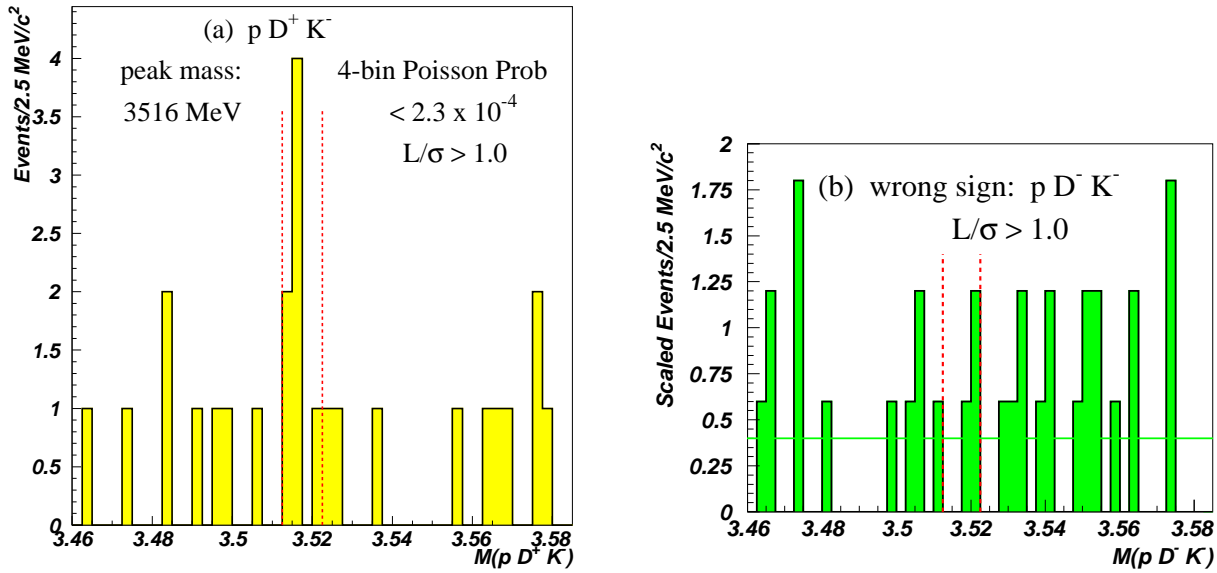 (a) p D⁺ K⁻
peak mass:
3516 MeV
4-bin Poisson Prob
< 2.3 x 10⁻⁴
L/σ > 1.0
Events/2.5 MeV/c²
4
3.5
3
2.5
2
1.5
1
0.5
0
3.46 3.48 3.5 3.52 3.54 3.56 3.58
M(p D⁺ K⁻)
(b) wrong sign: p D⁻ K⁻
L/σ > 1.0
Scaled Events/2.5 MeV/c²
2
1.75
1.5
1.25
1
0.75
0.5
0.25
0
3.46 3.48 3.5 3.52 3.54 3.56 3.58
M(p D⁻ K⁻)